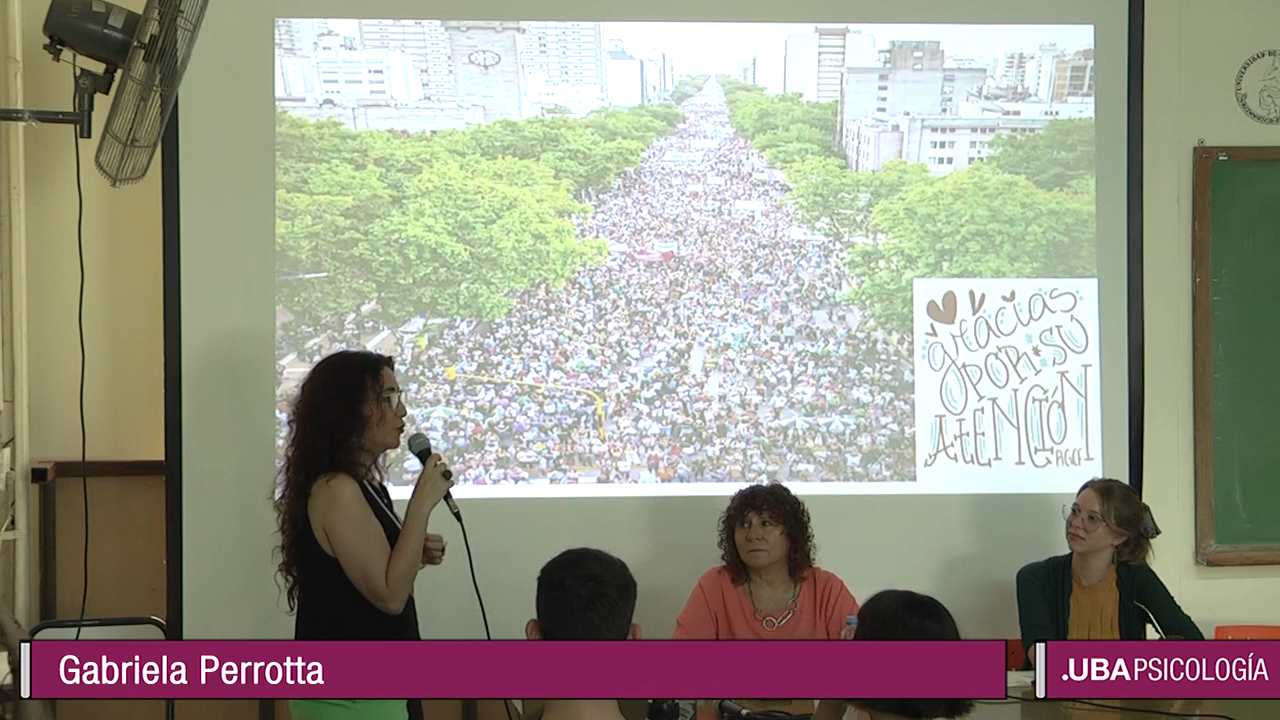 gracias
POR SU
ATENCIÓN
Gabriela Perrotta
.UBAPSICOLOGÍA